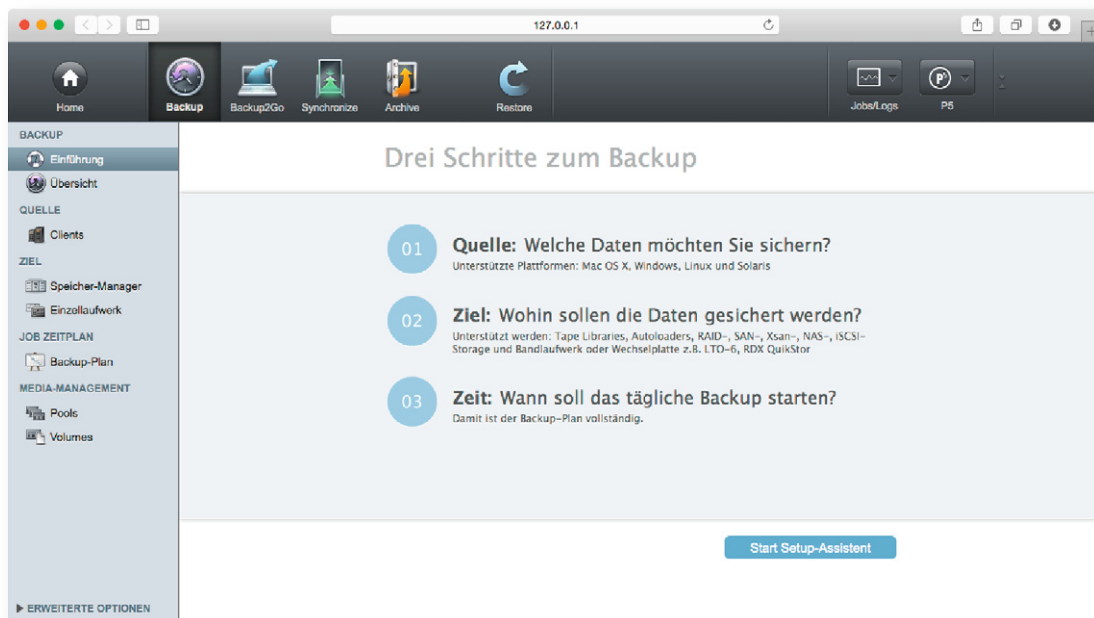 127.0.0.1
Home
Backup
Backup2Go
Synchronize
Archive
Restore
Jobs/Logs
P5
BACKUP
Einführung
Übersicht
QUELLE
Clients
ZIEL
Speicher-Manager
Einzellaufwerk
JOB ZEITPLAN
Backup-Plan
MEDIA-MANAGEMENT
Pools
Volumes
ERWEITERTE OPTIONEN
Drei Schritte zum Backup
01
Quelle: Welche Daten möchten Sie sichern?
Unterstützte Plattformen: Mac OS X, Windows, Linux und Solaris
02
Ziel: Wohin sollen die Daten gesichert werden?
Unterstützt werden: Tape Libraries, Autoloaders, RAID-, SAN-, Xsan-, NAS-, iSCSI-
Storage und Bandlaufwerk oder Wechselplatte z.B. LTO-6, RDX QuikStor
03
Zeit: Wann soll das tägliche Backup starten?
Damit ist der Backup-Plan vollständig.
Start Setup-Assistent